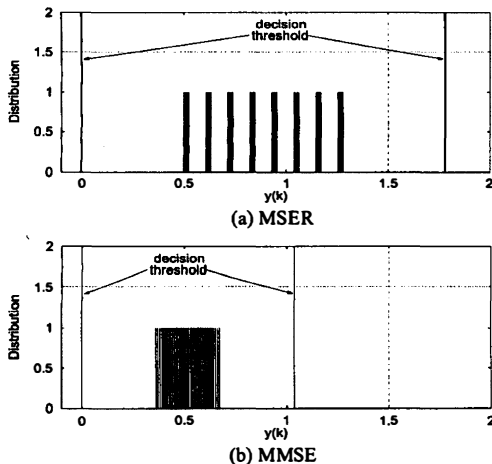 2
decision
threshold
1.5
Distribution
1
0.5
0
0
0.5
1
1.5
2
y(k)
(a) MSER
2
decision
threshold
1.5
Distribution
1
0.5
0
0
0.5
1
1.5
2
y(k)
(b) MMSE